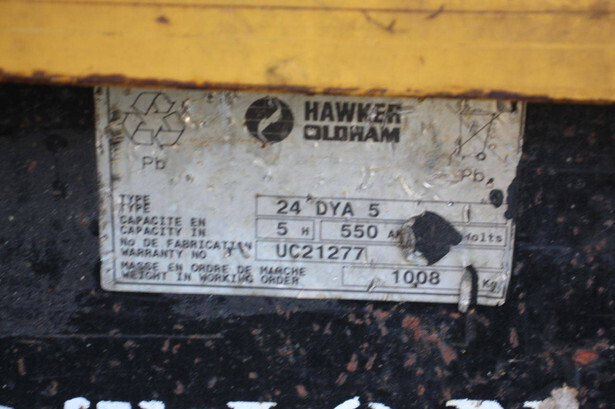 HAWKER
OLDHAM
Pb
Pb
TYPE
TYPE 24 DYA 5
CAPACITE EN
CAPACITY IN 5 H 550 Volts
No DE FABRICATION
WARRANTY NO UC21277
MASSE EN ORDRE DE MARCHE
WEIGHT IN WORKING ORDER 1008 Kg